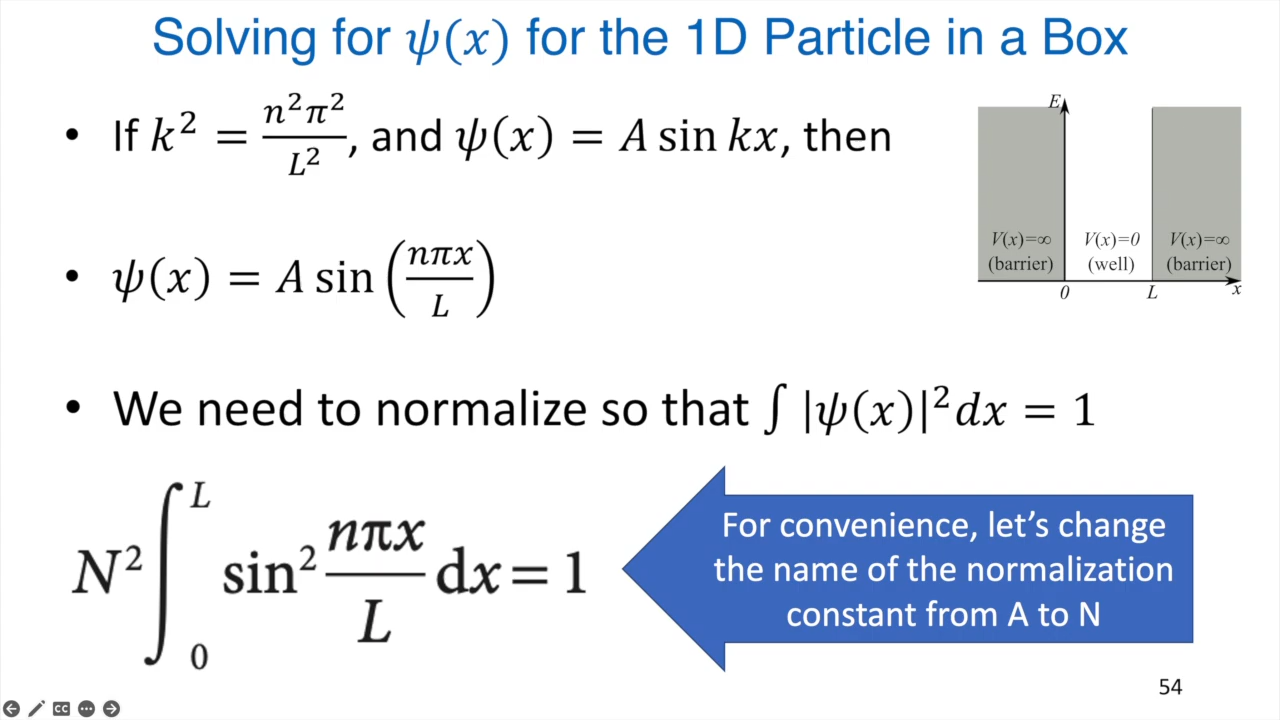 Solving for ψ(x) for the 1D Particle in a Box
• If k² = n²π²/L², and ψ(x) = A sin kx, then
E
V(x)=∞ V(x)=0 V(x)=∞
(barrier) (well) (barrier)
0 L x
• ψ(x) = A sin(nπx/L)
• We need to normalize so that ∫ |ψ(x)|²dx = 1
N² ∫₀ᴸ sin² nπx/L dx = 1
For convenience, let’s change
the name of the normalization
constant from A to N
54
CC